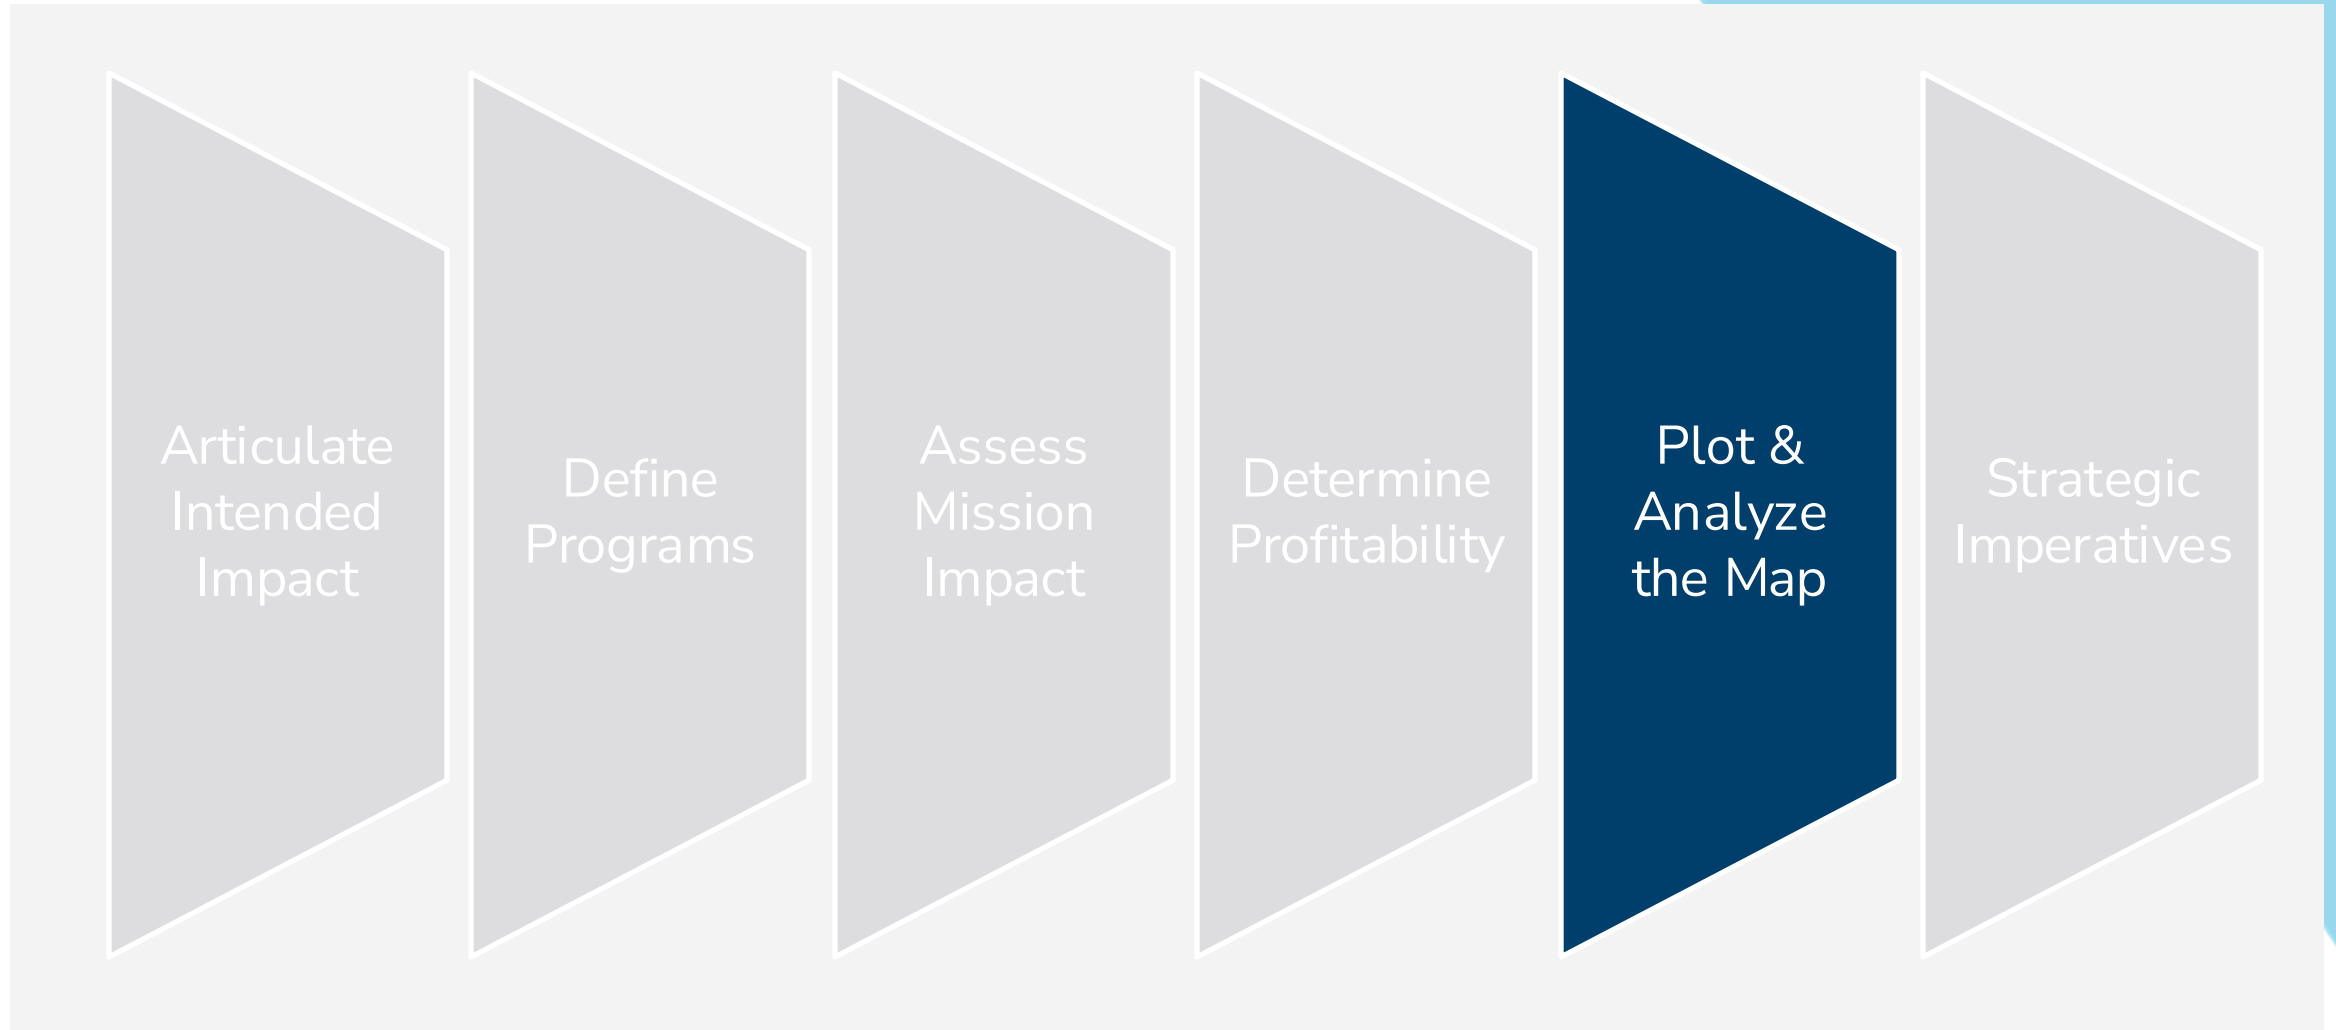 Articulate
Intended
Impact
Define
Programs
Assess
Mission
Impact
Determine
Profitability
Plot &
Analyze
the Map
Strategic
Imperatives